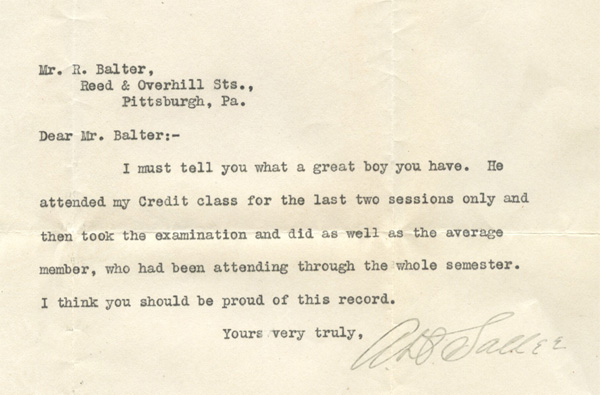 Mr. R. Balter,
Reed & Overhill Sts.,
Pittsburgh, Pa.
Dear Mr. Balter:-
I must tell you what a great boy you have. He
attended my Credit class for the last two sessions only and
then took the examination and did as well as the average
member, who had been attending through the whole semester.
I think you should be proud of this record.
Yours very truly,